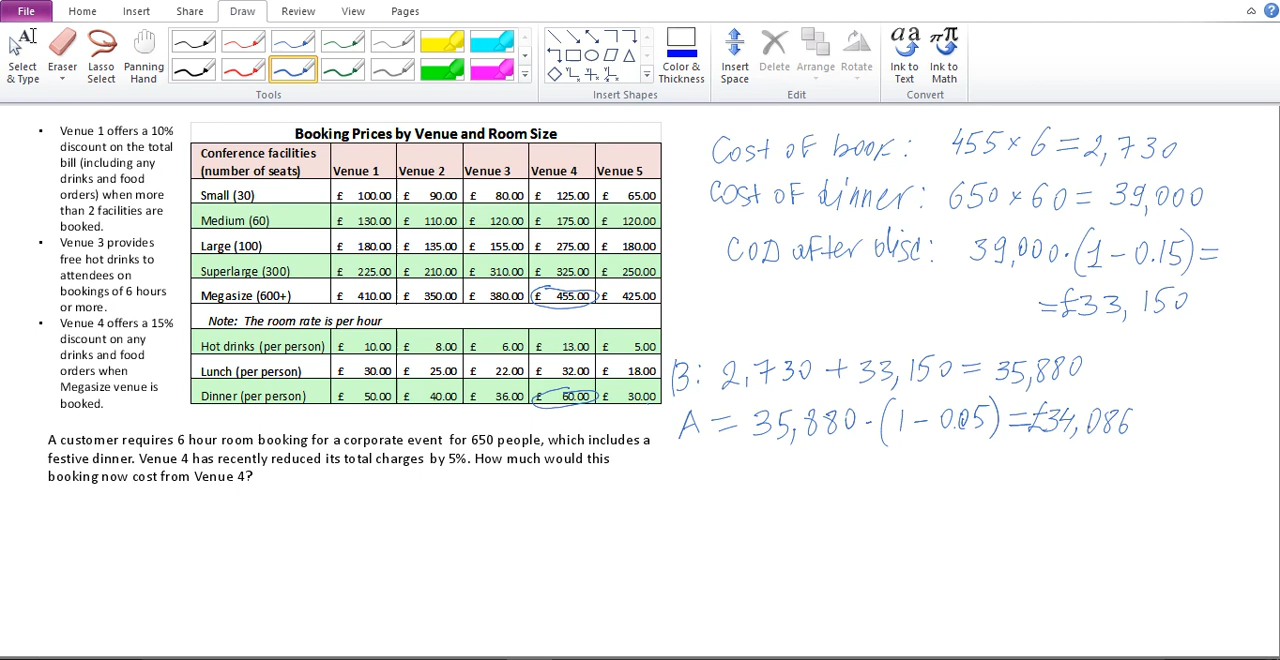 File Home Insert Share Draw Review View Pages
Select & Type
Eraser
Lasso Select
Panning Hand
Color & Thickness
Insert Space
Delete
Arrange
Rotate
Ink to Text
Ink to Math
Tools
Insert Shapes
Edit
Convert
• Venue 1 offers a 10%
discount on the total
bill (including any
drinks and food
orders) when more
than 2 facilities are
booked.
• Venue 3 provides
free hot drinks to
attendees on
bookings of 6 hours
or more.
• Venue 4 offers a 15%
discount on any
drinks and food
orders when
Megasize venue is
booked.
Booking Prices by Venue and Room Size
Conference facilities (number of seats) Venue 1 Venue 2 Venue 3 Venue 4 Venue 5
Small (30) £ 100.00 £ 90.00 £ 80.00 £ 125.00 £ 65.00
Medium (60) £ 130.00 £ 110.00 £ 120.00 £ 175.00 £ 120.00
Large (100) £ 180.00 £ 135.00 £ 155.00 £ 275.00 £ 180.00
Superlarge (300) £ 225.00 £ 210.00 £ 310.00 £ 325.00 £ 250.00
Megasize (600+) £ 410.00 £ 350.00 £ 380.00 £ 455.00 £ 425.00
Note: The room rate is per hour
Hot drinks (per person) £ 10.00 £ 8.00 £ 6.00 £ 13.00 £ 5.00
Lunch (per person) £ 30.00 £ 25.00 £ 22.00 £ 32.00 £ 18.00
Dinner (per person) £ 50.00 £ 40.00 £ 36.00 £ 60.00 £ 30.00
A customer requires 6 hour room booking for a corporate event for 650 people, which includes a
festive dinner. Venue 4 has recently reduced its total charges by 5%. How much would this
booking now cost from Venue 4?
Cost of book: 455 × 6 = 2,730
Cost of dinner: 650 × 60 = 39,000
COD after disc: 39,000·(1 - 0.15) =
= £33,150
B: 2,730 + 33,150 = 35,880
A = 35,880·(1 - 0.05) = £34,086